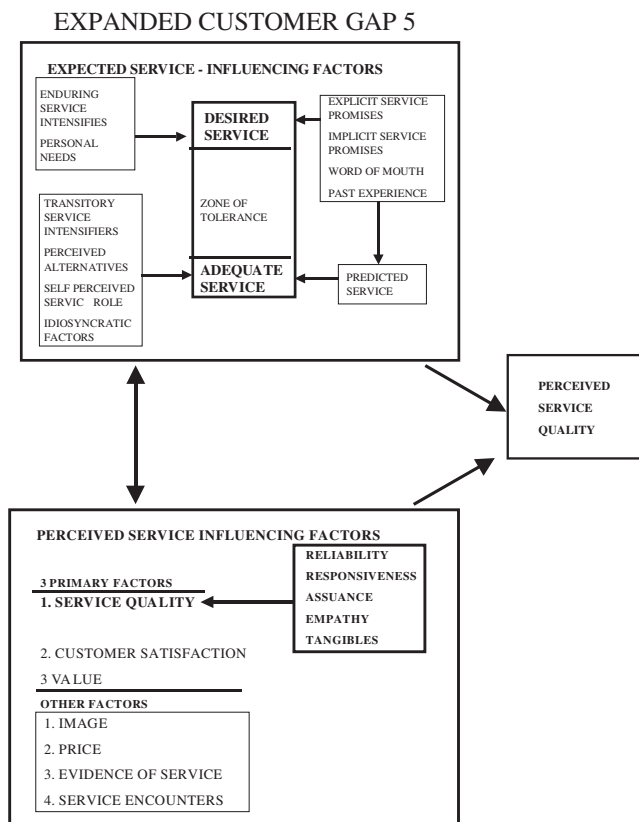 EXPANDED CUSTOMER GAP 5
EXPECTED SERVICE - INFLUENCING FACTORS
ENDURING
SERVICE
INTENSIFIES
PERSONAL
NEEDS
DESIRED
SERVICE
EXPLICIT SERVICE
PROMISES
IMPLICIT SERVICE
PROMISES
WORD OF MOUTH
PAST EXPERIENCE
TRANSITORY
SERVICE
INTENSIFIERS
PERCEIVED
ALTERNATIVES
SELF PERCEIVED
SERVIC ROLE
IDIOSYNCRATIC
FACTORS
ZONE OF
TOLERANCE
ADEQUATE
SERVICE
PREDICTED
SERVICE
PERCEIVED
SERVICE
QUALITY
PERCEIVED SERVICE INFLUENCING FACTORS
3 PRIMARY FACTORS
1. SERVICE QUALITY
RELIABILITY
RESPONSIVENESS
ASSUANCE
EMPATHY
TANGIBLES
2. CUSTOMER SATISFACTION
3 VALUE
OTHER FACTORS
1. IMAGE
2. PRICE
3. EVIDENCE OF SERVICE
4. SERVICE ENCOUNTERS